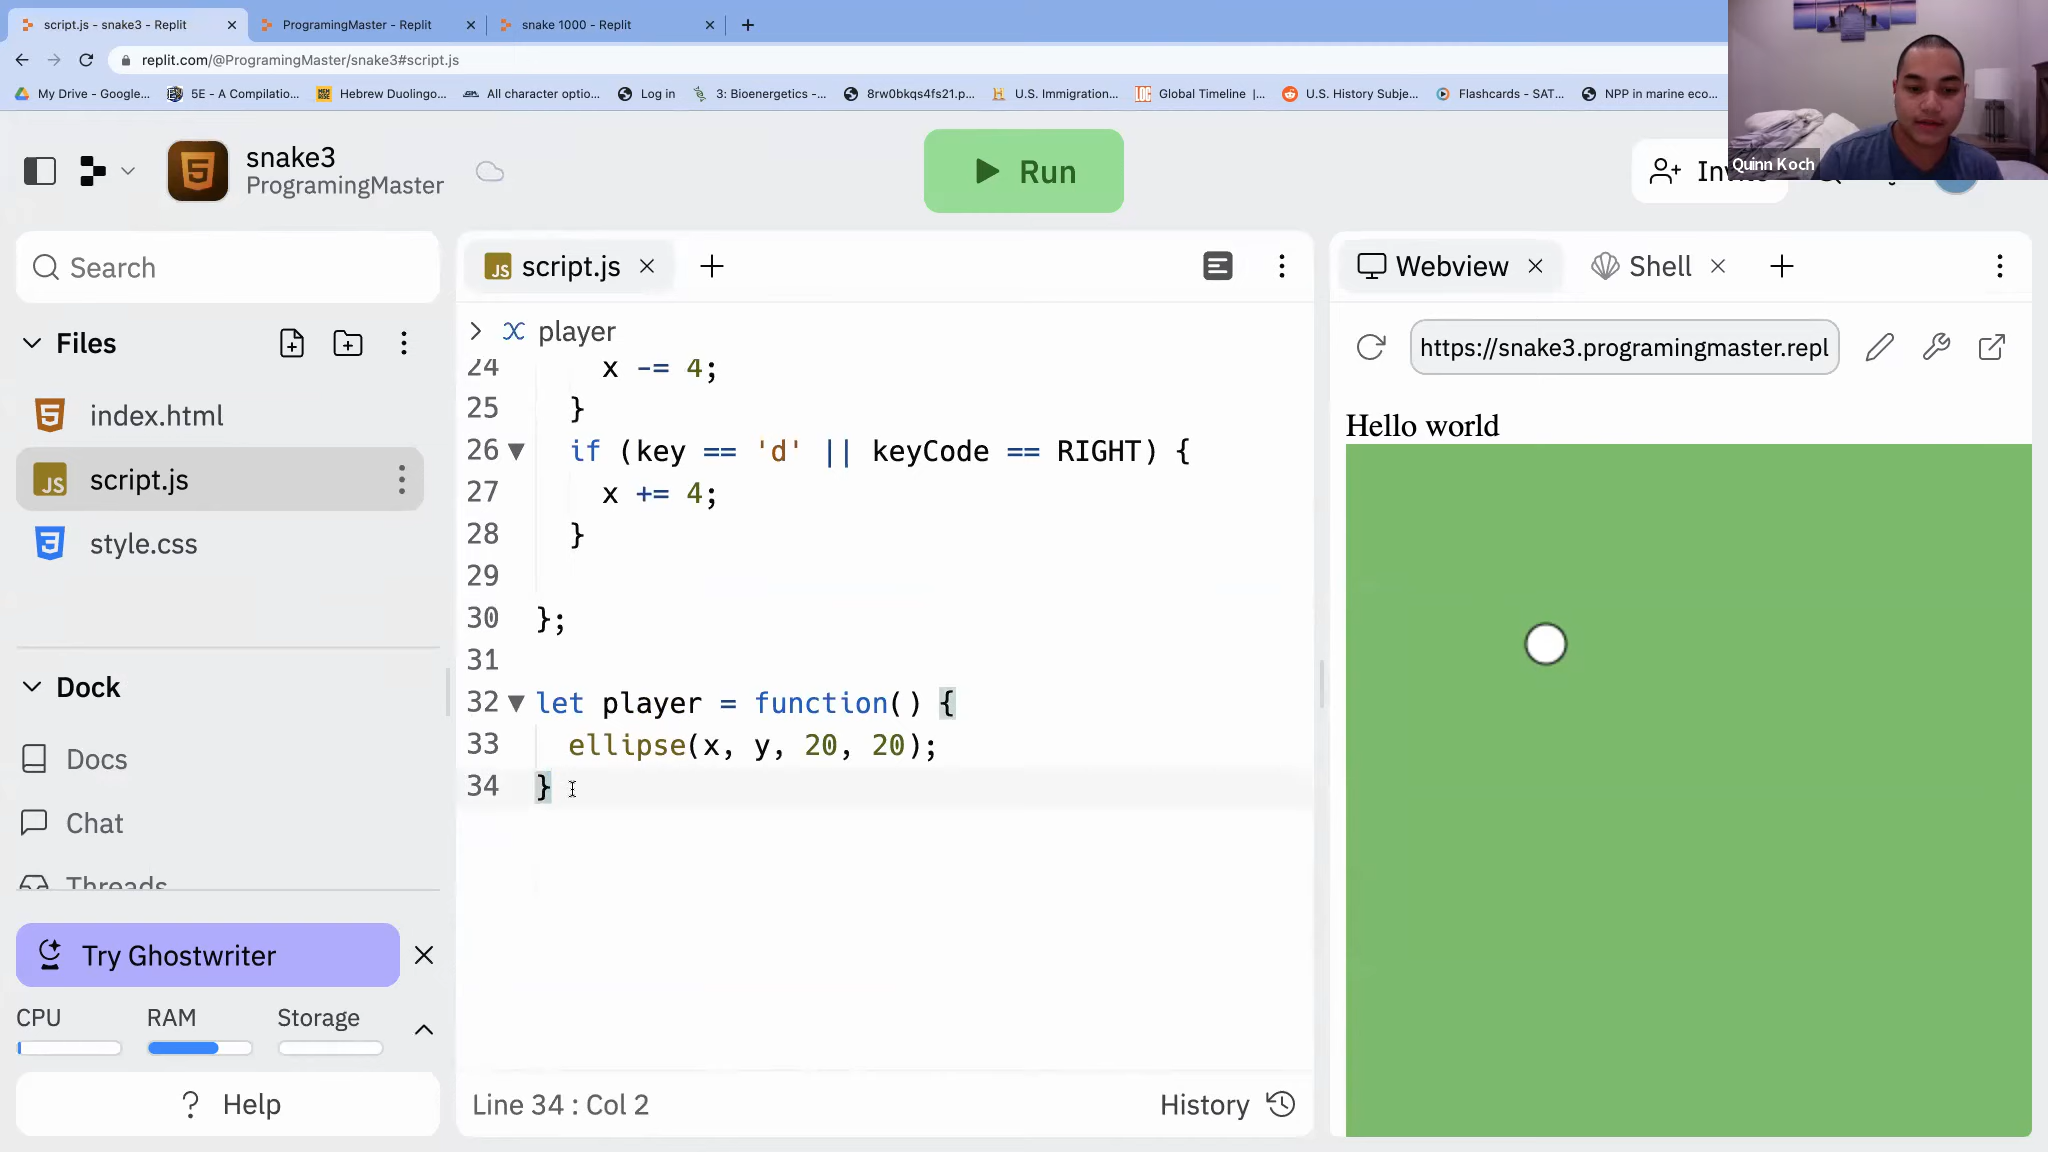 script.js - snake3 - Replit
ProgramingMaster - Replit
snake 1000 - Replit
replit.com/@ProgramingMaster/snake3#script.js
My Drive - Google...
5E - A Compilatio...
Hebrew Duolingo...
All character optio...
Log in
3: Bioenergetics -...
8rw0bkqs4fs21.p...
U.S. Immigration...
Global Timeline |...
U.S. History Subje...
Flashcards - SAT...
NPP in marine eco...
Quinn Koch
snake3
ProgramingMaster
Run
Search
Files
index.html
script.js
style.css
Dock
Docs
Chat
Threads
Try Ghostwriter
CPU RAM Storage
? Help
script.js
player
24 x -= 4;
25 }
26 if (key == 'd' || keyCode == RIGHT) {
27 x += 4;
28 }
29
30 };
31
32 let player = function() {
33 ellipse(x, y, 20, 20);
34 }
Line 34 : Col 2
History
Webview
Shell
https://snake3.programingmaster.repl
Hello world